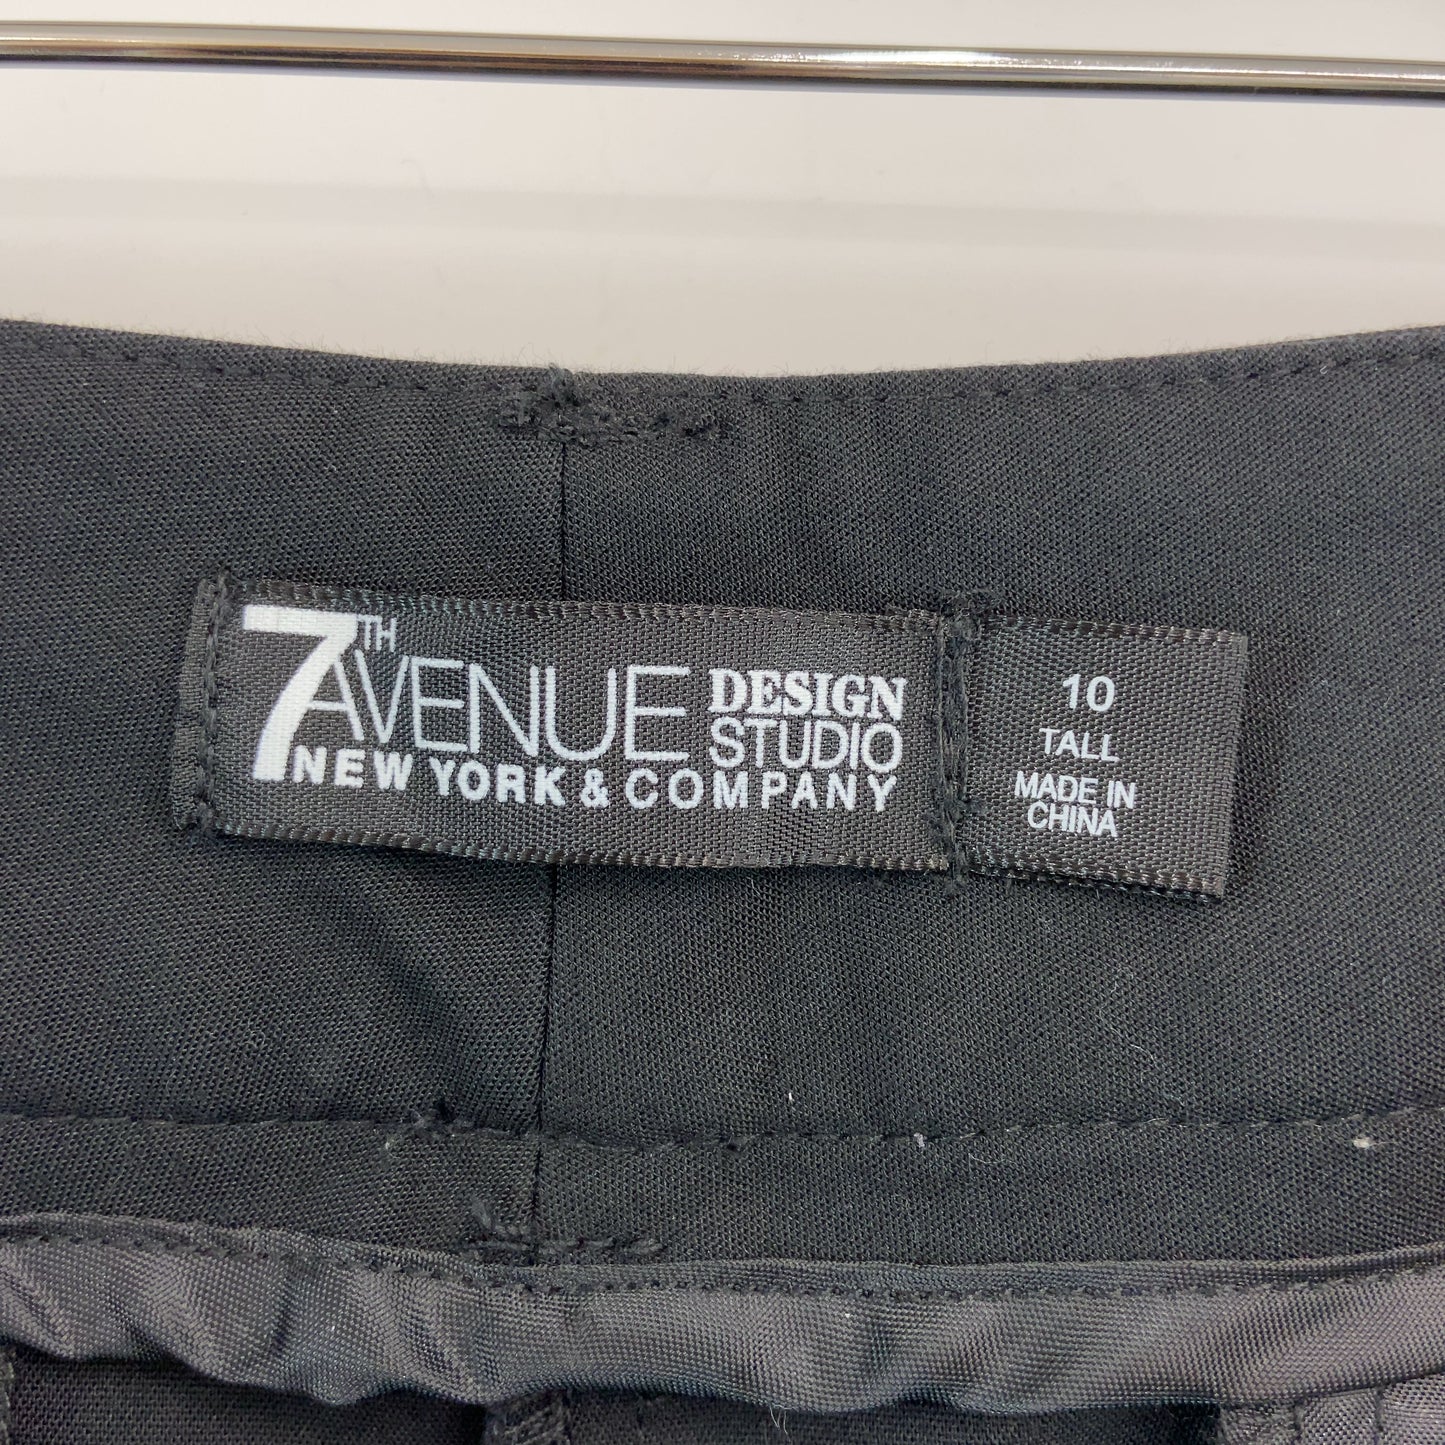 7TH AVENUE DESIGN STUDIO
NEW YORK & COMPANY
10
TALL
MADE IN
CHINA